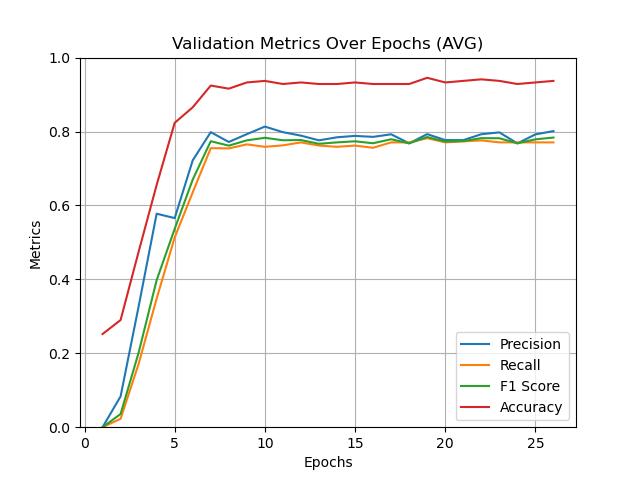 Validation Metrics Over Epochs (AVG)
1.0
0.8
0.6
0.4
0.2
0.0
Metrics
0 5 10 15 20 25
Epochs
Precision
Recall
F1 Score
Accuracy